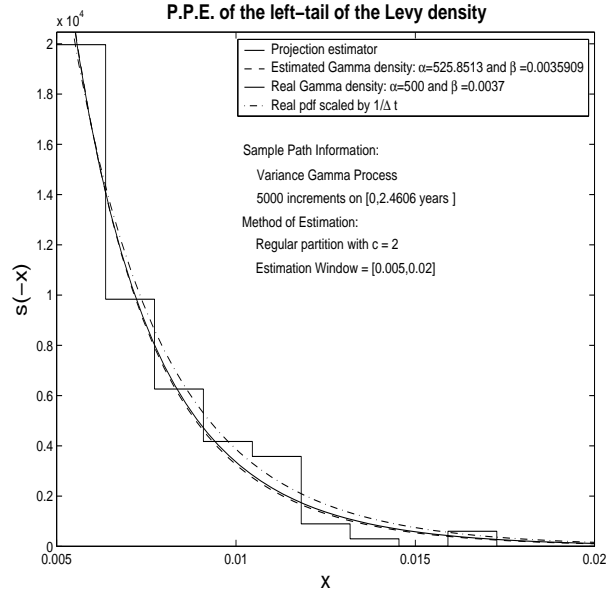 P.P.E. of the left−tail of the Levy density
x 10^4
Projection estimator
Estimated Gamma density: α=525.8513 and β =0.0035909
Real Gamma density: α=500 and β =0.0037
Real pdf scaled by 1/Δ t
Sample Path Information:
Variance Gamma Process
5000 increments on [0,2.4606 years ]
Method of Estimation:
Regular partition with c = 2
Estimation Window = [0.005,0.02]
s(−x)
2
1.8
1.6
1.4
1.2
1
0.8
0.6
0.4
0.2
0
0.005
0.01
0.015
0.02
x